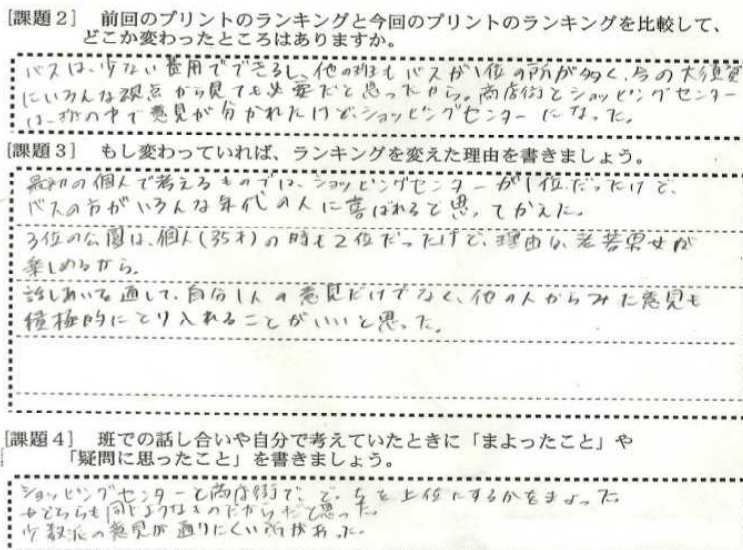 [課題２]　前回のプリントのランキングと今回のプリントのランキングを比較して、
どこか変わったところはありますか。
バスは、少ない費用でできるし、他の班もバスが1位の所が多く、今の大須賀
にいろんな視点から見ても必要だと思ったから。商店街とショッピングセンター
は、班の中で意見が分かれたけど、ショッピングセンターになった。
[課題３]　もし変わっていれば、ランキングを変えた理由を書きましょう。
最初の個人で考えるものでは、ショッピングセンターが1位だったけど、
バスの方がいろんな年代の人に喜ばれると思ってかえた。
3位の公園は、個人(35才)の時も2位だったけど、理由は、老若男女が
楽しめるから。
話しあいを通して、自分1人の意見だけでなく、他の人からみた意見も
積極的にとり入れることがいいと思った。
[課題４]　班での話し合いや自分で考えていたときに「まよったこと」や
「疑問に思ったこと」を書きましょう。
ショッピングセンターと商店街で、どっちを上位にするかをまよった。
どちらも同じようなものだからだと思った。
少数派の意見が通りにくい所があった。